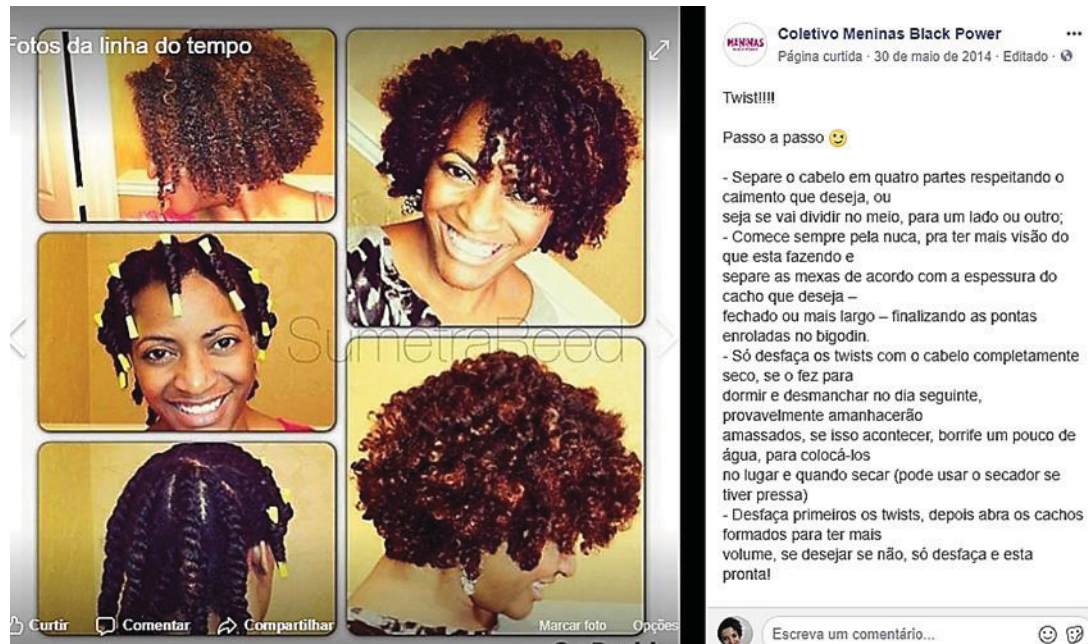 Fotos da linha do tempo
SumetraReed
Curtir Comentar Compartilhar Marcar foto Opções
MENINAS
Coletivo Meninas Black Power
Página curtida · 30 de maio de 2014 · Editado ·
Twist!!!!
Passo a passo
- Separe o cabelo em quatro partes respeitando o
caimento que deseja, ou
seja se vai dividir no meio, para um lado ou outro;
- Comece sempre pela nuca, pra ter mais visão do
que esta fazendo e
separe as mexas de acordo com a espessura do
cacho que deseja –
fechado ou mais largo – finalizando as pontas
enroladas no bigodin.
- Só desfaça os twists com o cabelo completamente
seco, se o fez para
dormir e desmanchar no dia seguinte,
provavelmente amanhacerão
amassados, se isso acontecer, borrife um pouco de
água, para colocá-los
no lugar e quando secar (pode usar o secador se
tiver pressa)
- Desfaça primeiros os twists, depois abra os cachos
formados para ter mais
volume, se desejar se não, só desfaça e esta
pronta!
Escreva um comentário...